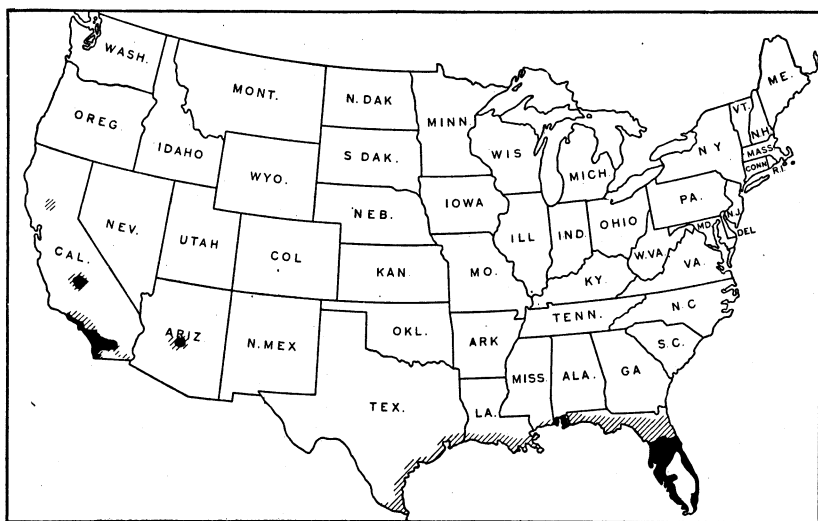 WASH.
MONT.
N. DAK
MINN.
ME.
VT.
N.H.
OREG.
IDAHO
S DAK.
WIS
MICH.
N Y
MASS.
CONN.
R.I.
WYO.
IOWA
PA.
NEB.
NEV.
UTAH
COL
ILL
IND.
OHIO
N.J.
MD.
DEL
W.VA
VA.
CAL.
KAN
MO.
KY.
N C
TENN.
ARIZ
N.MEX
OKL.
ARK
S.C.
MISS.
ALA.
GA
TEX.
LA.